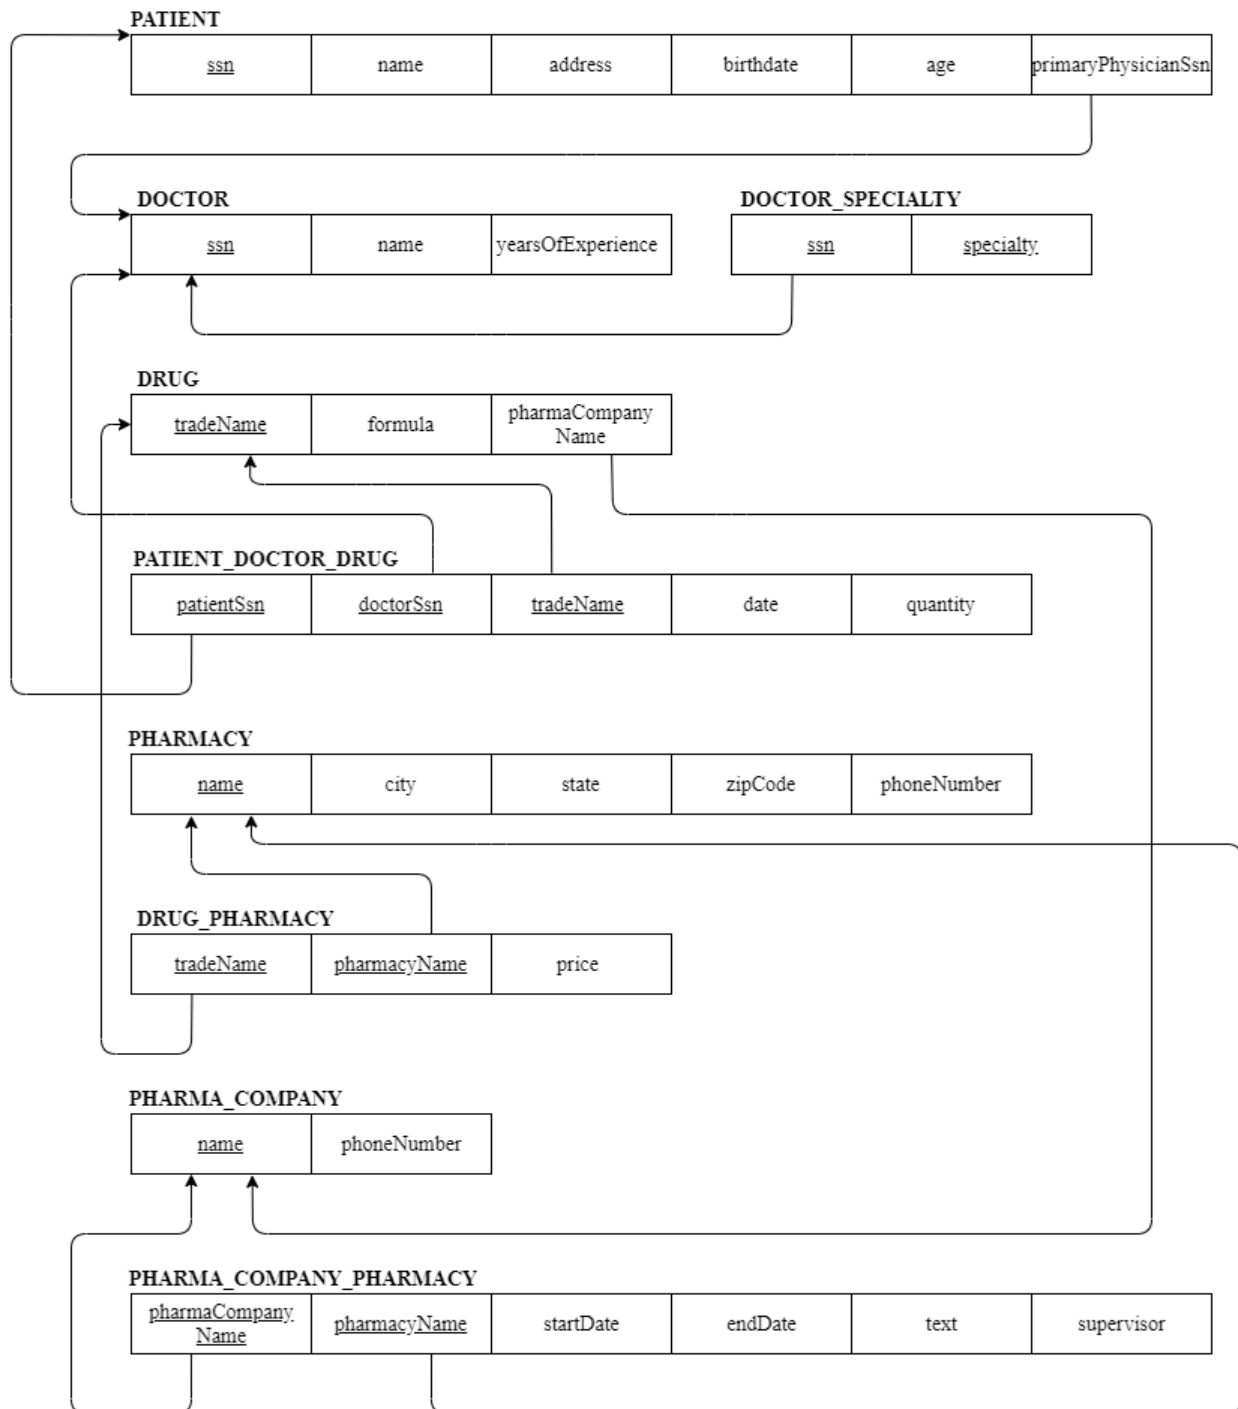 PATIENT
ssn name address birthdate age primaryPhysicianSsn
DOCTOR DOCTOR_SPECIALTY
ssn name yearsOfExperience ssn specialty
DRUG
tradeName formula pharmaCompany
Name
PATIENT_DOCTOR_DRUG
patientSsn doctorSsn tradeName date quantity
PHARMACY
name city state zipCode phoneNumber
DRUG_PHARMACY
tradeName pharmacyName price
PHARMA_COMPANY
name phoneNumber
PHARMA_COMPANY_PHARMACY
pharmaCompany
Name pharmacyName startDate endDate text supervisor